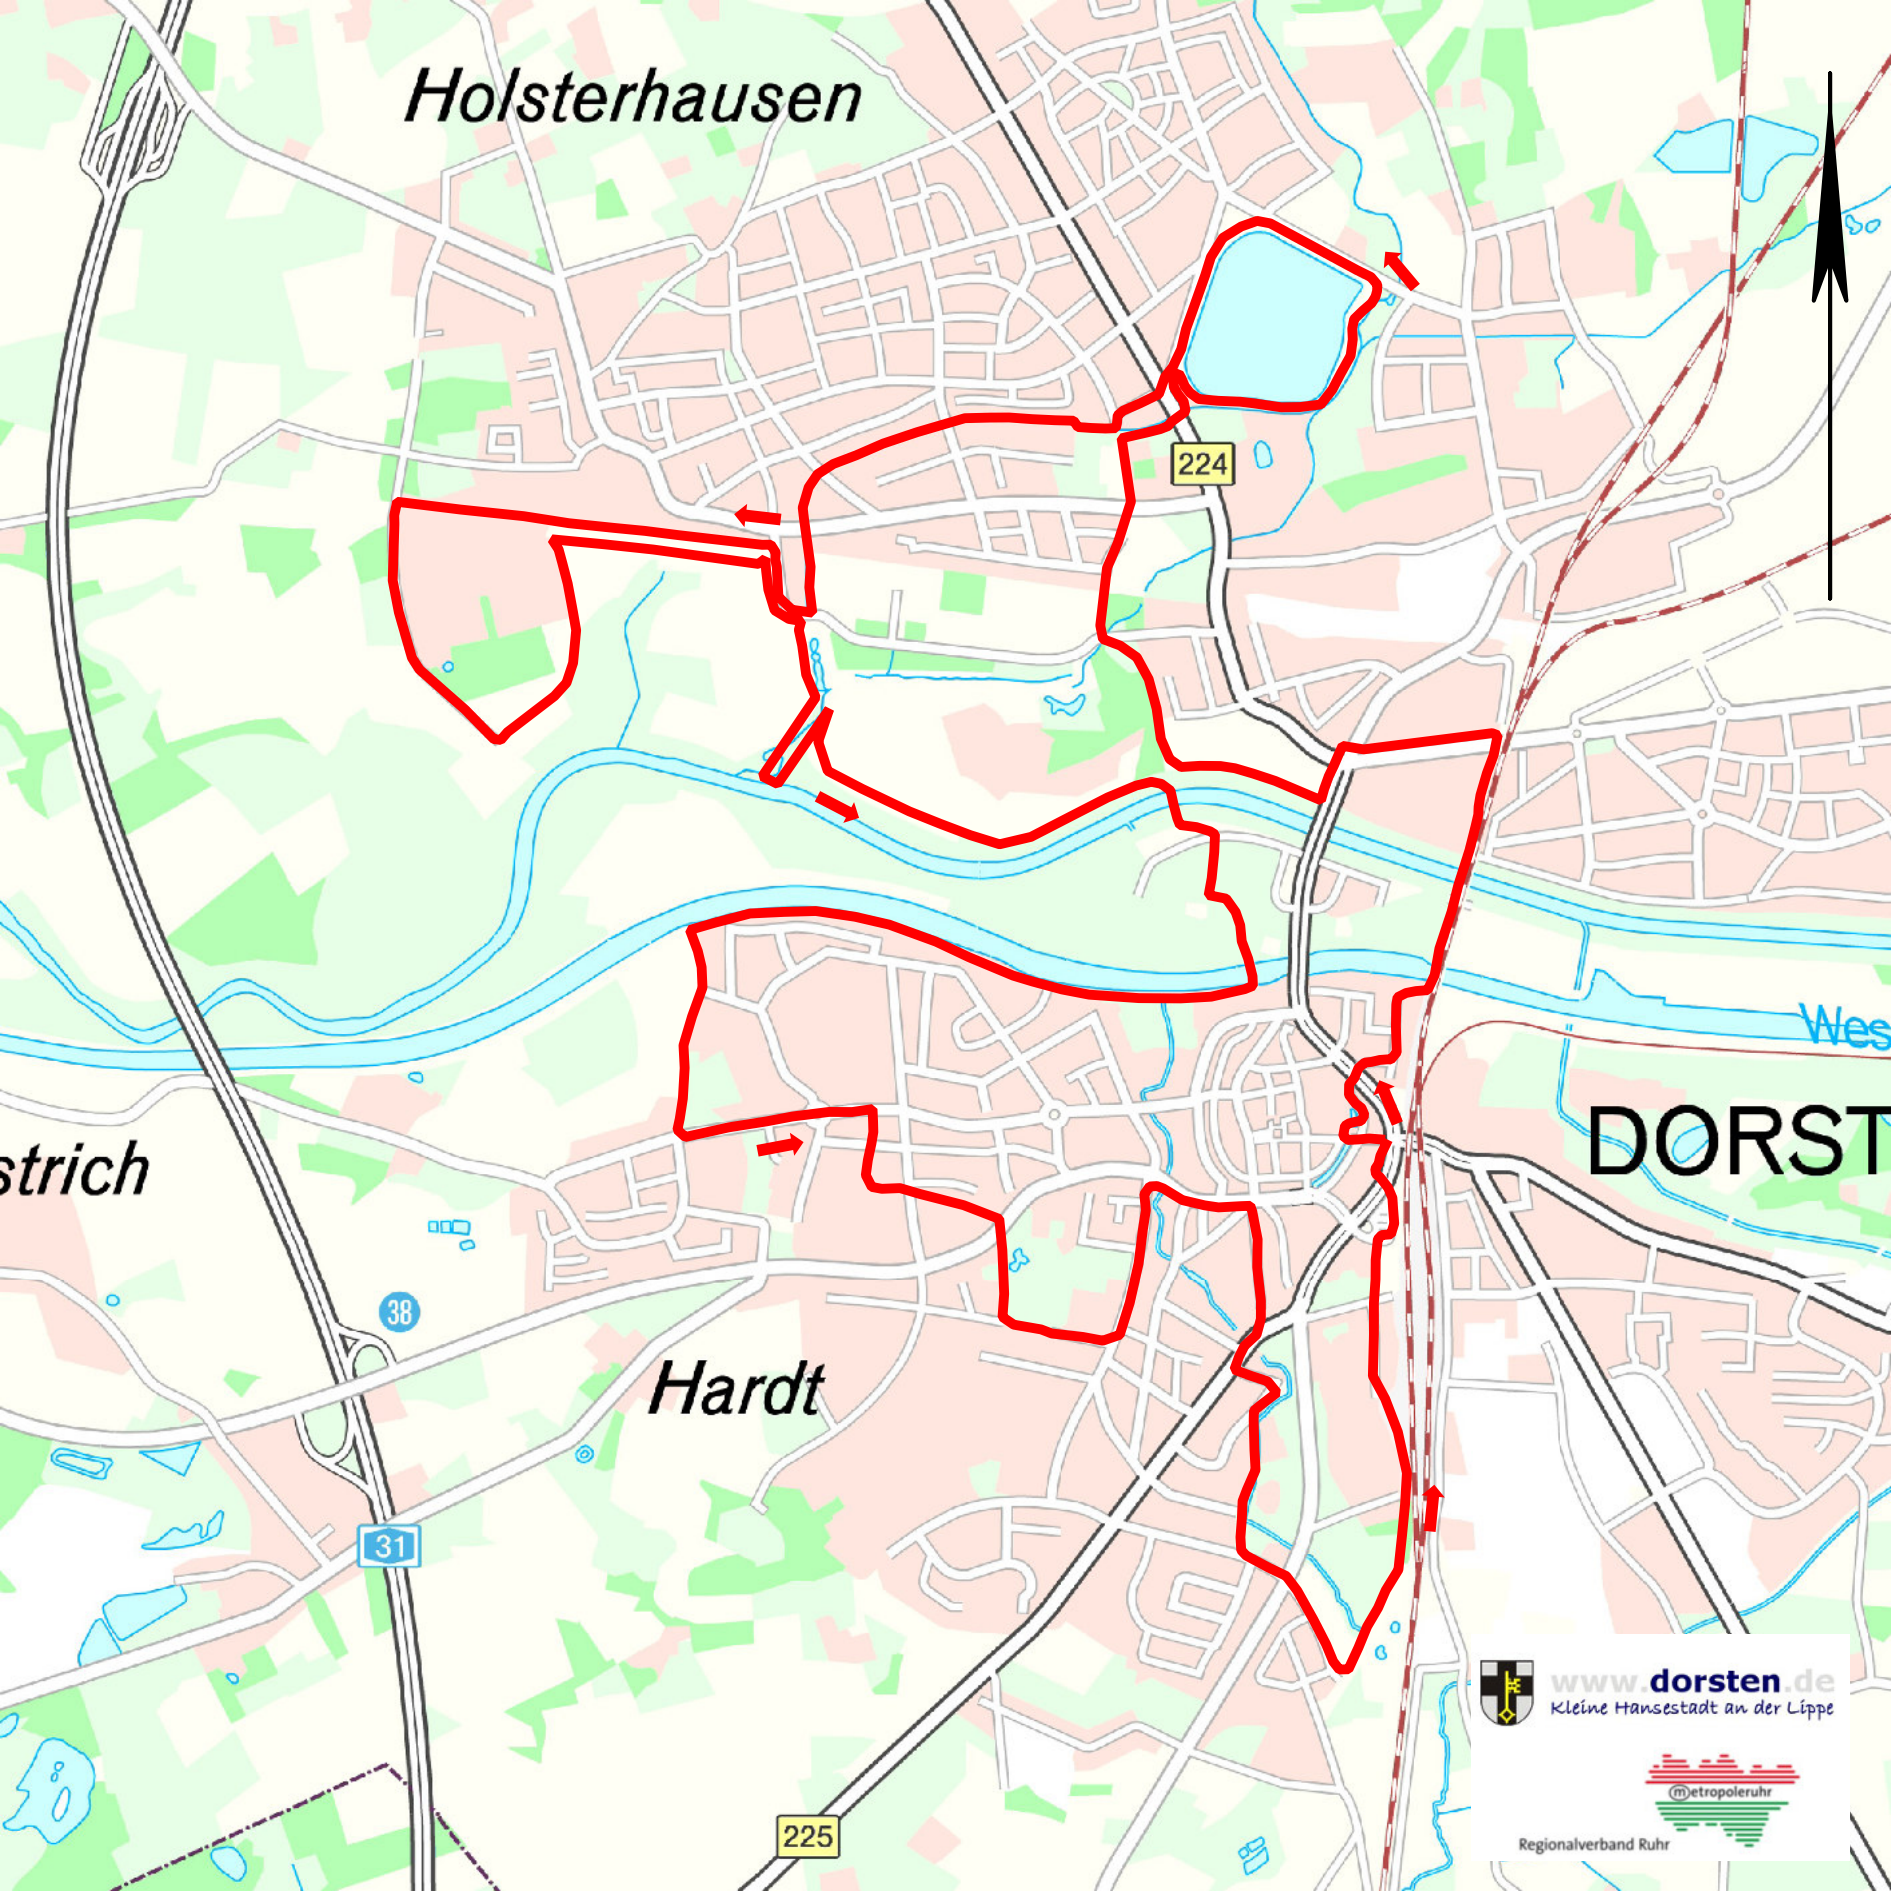 Holsterhausen
224
Wes
DORST
strich
38
Hardt
31
www.dorsten.de
Kleine Hansestadt an der Lippe
metropoleruhr
225
Regionalverband Ruhr